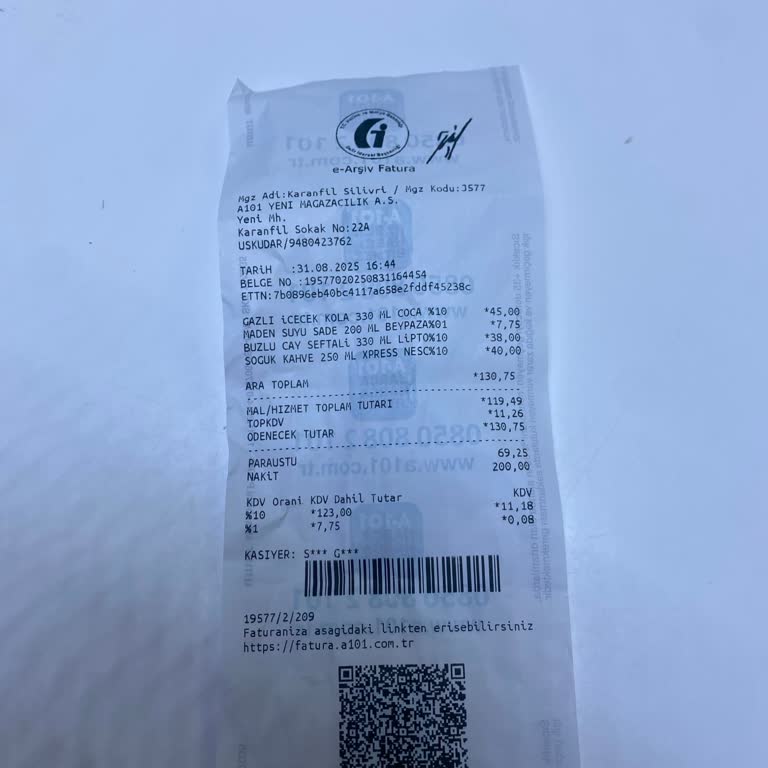 e-Arşiv Fatura
Mgz Adi:Karanfil Silivri / Mgz Kodu:J577
A101 YENİ MAGAZACILIK A.S.
Yeni Mh.
Karanfil Sokak No:22A
USKUDAR/9480423762
TARiH :31.08.2025 16:44
BELGE NO :1957702025083116445​4
ETTN:7b0896eb40bc4117a658e2fddf45238c
GAZLI iCECEK KOLA 330 ML COCA %10 *45,00
MADEN SUYU SADE 200 ML BEYPAZA%01 *7,75
BUZLU CAY SEFTALi 330 ML LiPTO%10 *38,00
SOGUK KAHVE 250 ML XPRESS NESC%10 *40,00
ARA TOPLAM *130,75
MAL/HIZMET TOPLAM TUTARI *119,49
TOPKDV *11,26
ODENECEK TUTAR *130,75
PARAUSTU 69,25
NAKiT 200,00
KDV Orani KDV Dahil Tutar KDV
%10 *123,00 *11,18
%1 *7,75 *0,08
KASIYER: S*** G***
19577/2/209
Faturaniza asagidaki linkten erisebilirsiniz
https://fatura.a101.com.tr